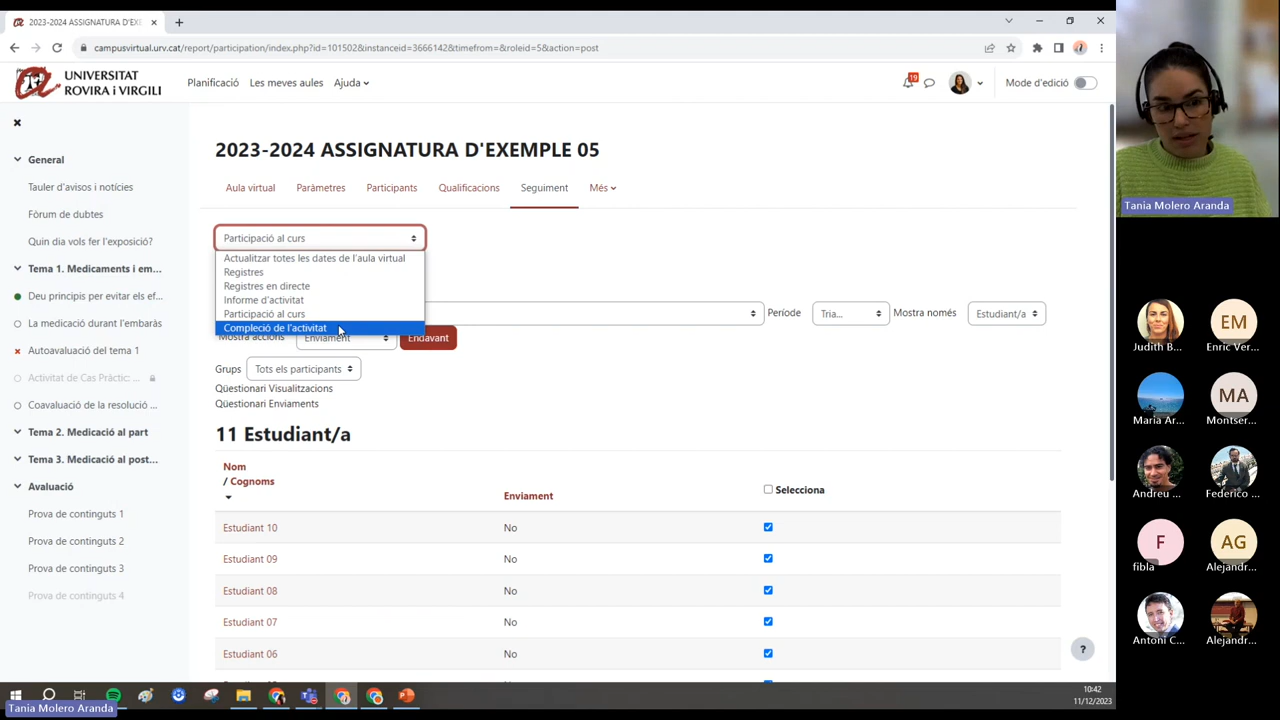 2023-2024 ASSIGNATURA D'EXE
campusvirtual.urv.cat/report/participation/index.php?id=101502&instanceid=3666142&timefrom=&roleid=5&action=post
UNIVERSITAT
ROVIRA i VIRGILI
Planificació
Les meves aules
Ajuda
19
Mode d'edició
General
Tauler d'avisos i notícies
Fòrum de dubtes
Quin dia vols fer l'exposició?
Tema 1. Medicaments i em...
Deu principis per evitar els ef...
La medicació durant l'embaràs
Autoavaluació del tema 1
Activitat de Cas Pràctic: ...
Coavaluació de la resolució ...
Tema 2. Medicació al part
Tema 3. Medicació al post...
Avaluació
Prova de continguts 1
Prova de continguts 2
Prova de continguts 3
Prova de continguts 4
2023-2024 ASSIGNATURA D'EXEMPLE 05
Aula virtual
Paràmetres
Participants
Qualificacions
Seguiment
Més
Participació al curs
Actualitzar totes les dates de l'aula virtual
Registres
Registres en directe
Informe d'activitat
Participació al curs
Compleció de l'activitat
Període
Tria...
Mostra només
Estudiant/a
Mostra accions
Enviament
Endavant
Grups
Tots els participants
Qüestionari Visualitzacions
Qüestionari Enviaments
11 Estudiant/a
Nom
/ Cognoms
Enviament
Selecciona
Estudiant 10
No
Estudiant 09
No
Estudiant 08
No
Estudiant 07
No
Estudiant 06
No
?
10:42
11/12/2023
Tania Molero Aranda
Tania Molero Aranda
Judith B...
EM
Enric Ver...
Maria Ar...
MA
Montser...
Andreu ...
Federico ...
F
fibla
AG
Alejandr...
Antoni C...
Alejandr...